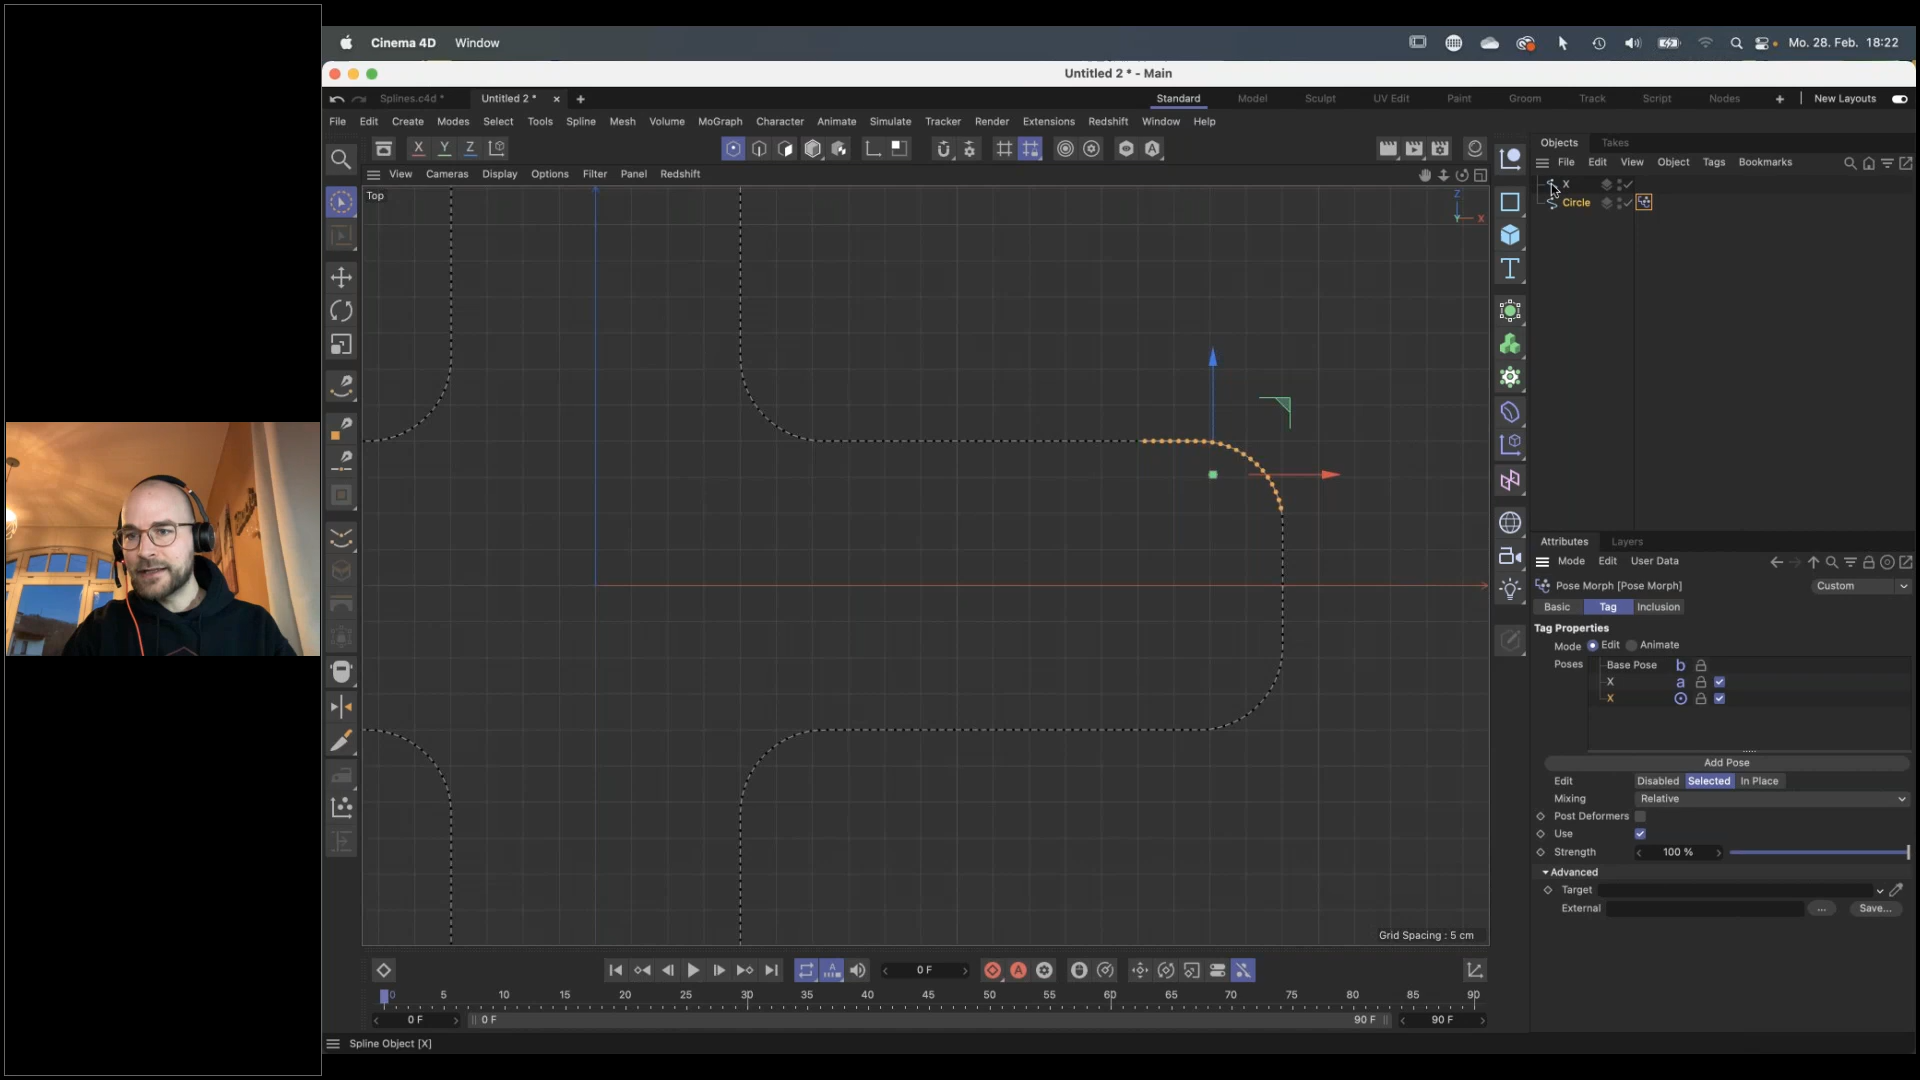 Cinema 4D Window
Mo. 28. Feb. 18:22
Untitled 2 * - Main
Splines.c4d *
Untitled 2 *
Standard Model Sculpt UV Edit Paint Groom Track Script Nodes New Layouts
File Edit Create Modes Select Tools Spline Mesh Volume MoGraph Character Animate Simulate Tracker Render Extensions Redshift Window Help
X Y Z
View Cameras Display Options Filter Panel Redshift
Top
Z
Y X
Grid Spacing : 5 cm
Objects Takes
File Edit View Object Tags Bookmarks
X
Circle
Attributes Layers
Mode Edit User Data
Pose Morph [Pose Morph]
Custom
Basic Tag Inclusion
Tag Properties
Mode Edit Animate
Poses
Base Pose b
X a
X
Add Pose
Edit Disabled Selected In Place
Mixing Relative
Post Deformers
Use
Strength 100 %
Advanced
Target
External ... Save...
0 F
0 5 10 15 20 25 30 35 40 45 50 55 60 65 70 75 80 85 90
0 F 0 F 90 F 90 F
Spline Object [X]